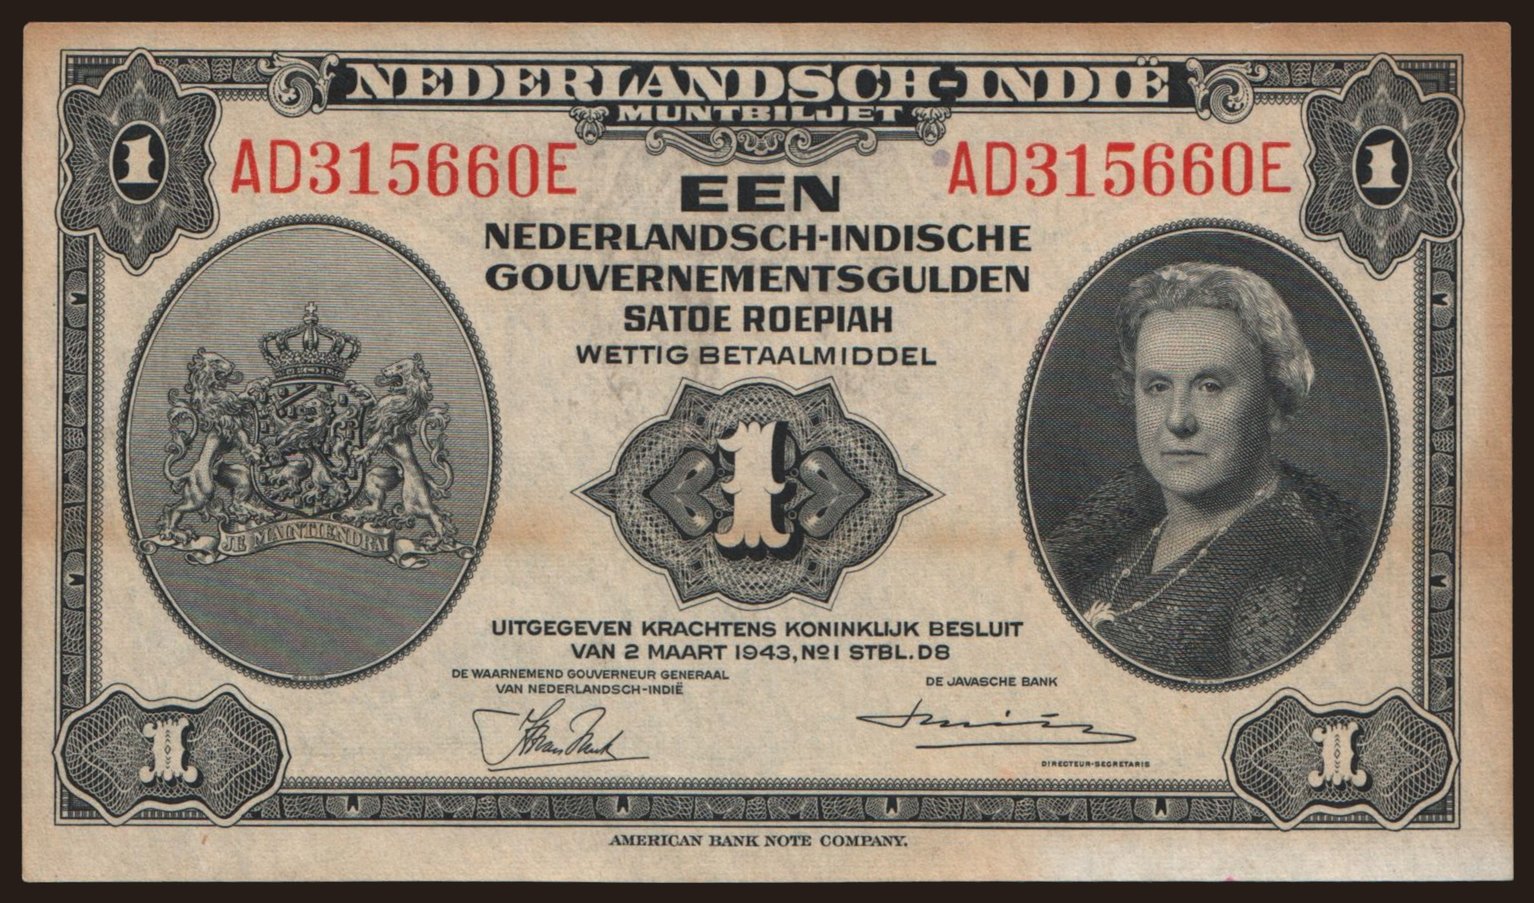 NEDERLANDSCH-INDIË
MUNTBILJET
1
1
AD315660E
AD315660E
EEN
NEDERLANDSCH-INDISCHE
GOUVERNEMENTSGULDEN
SATOE ROEPIAH
WETTIG BETAALMIDDEL
1
JE MAINTIENDRAI
UITGEGEVEN KRACHTENS KONINKLIJK BESLUIT
VAN 2 MAART 1943, No 1 STBL. D8
DE WAARNEMEND GOUVERNEUR GENERAAL
VAN NEDERLANDSCH-INDIË
DE JAVASCHE BANK
DIRECTEUR-SECRETARIS
1
1
AMERICAN BANK NOTE COMPANY.